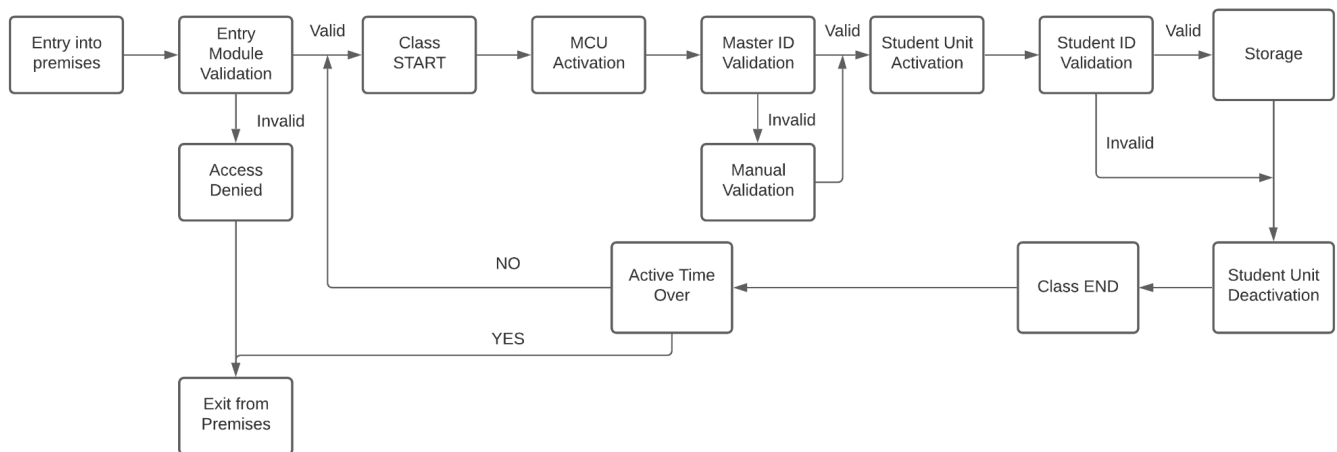 Entry into
premises
Entry
Module
Validation
Valid
Class
START
MCU
Activation
Master ID
Validation
Valid
Student Unit
Activation
Student ID
Validation
Valid
Storage
Invalid
Invalid
Invalid
Access
Denied
Manual
Validation
NO
Active Time
Over
Class END
Student Unit
Deactivation
YES
Exit from
Premises